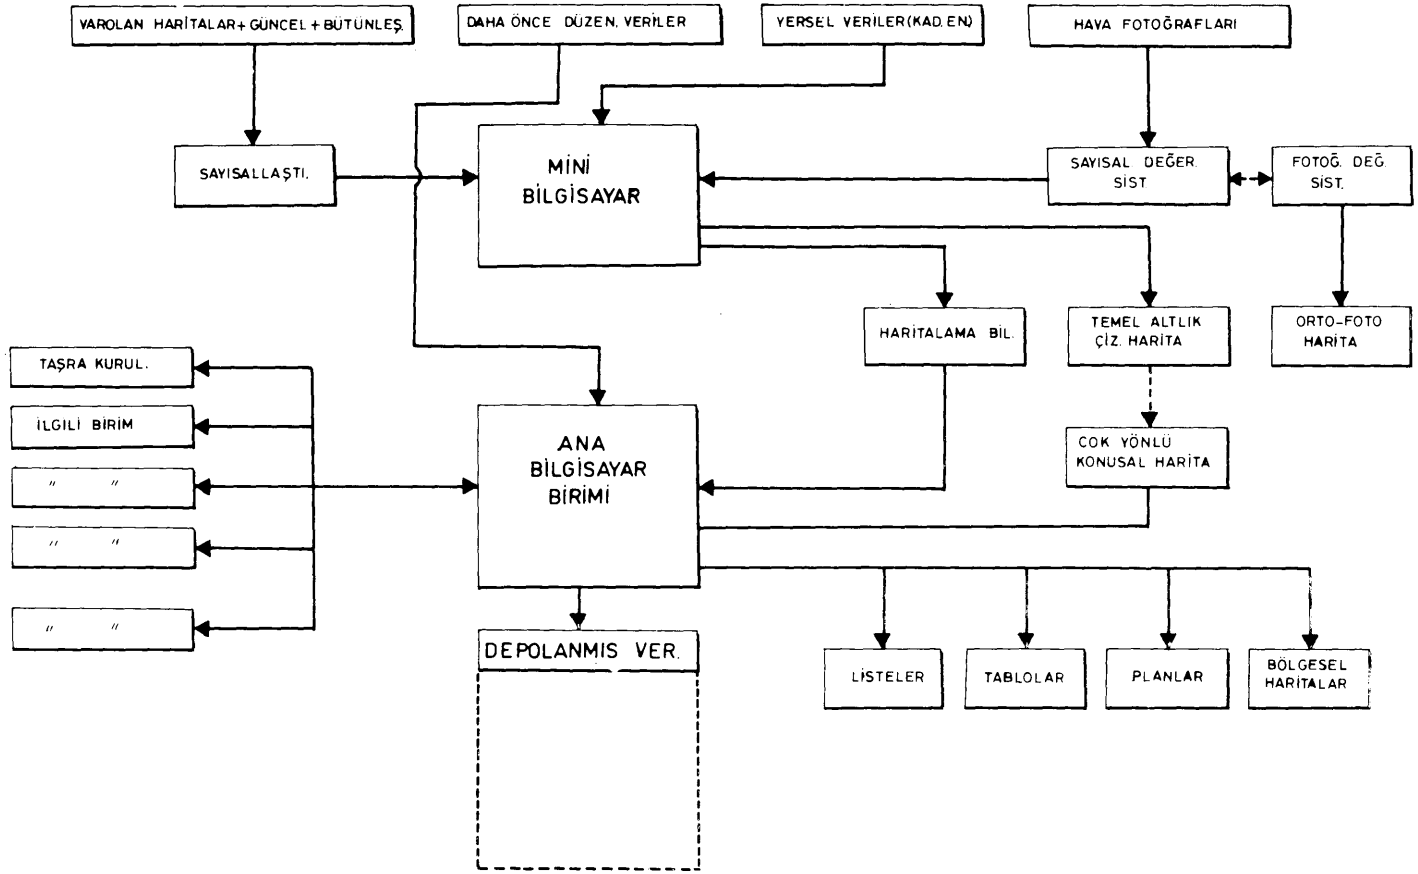 VAROLAN HARİTALAR+GÜNCEL+BÜTÜNLEŞ.
DAHA ÖNCE DÜZEN. VERİLER
YERSEL VERİLER(KAD.EN)
HAVA FOTOĞRAFLARI
SAYISALLAŞTI.
MİNİ
BİLGİSAYAR
SAYISAL DEĞER.
SİST
FOTOĞ. DEĞ.
SİST.
HARİTALAMA BİL.
TEMEL ALTLIK
ÇİZ. HARİTA
ORTO-FOTO
HARİTA
TAŞRA KURUL.
İLGİLİ BİRİM
" "
" "
" "
ANA
BİLGİSAYAR
BİRİMİ
COK YÖNLÜ
KONUSAL HARİTA
DEPOLANMIS VER.
LİSTELER
TABLOLAR
PLANLAR
BÖLGESEL
HARİTALAR